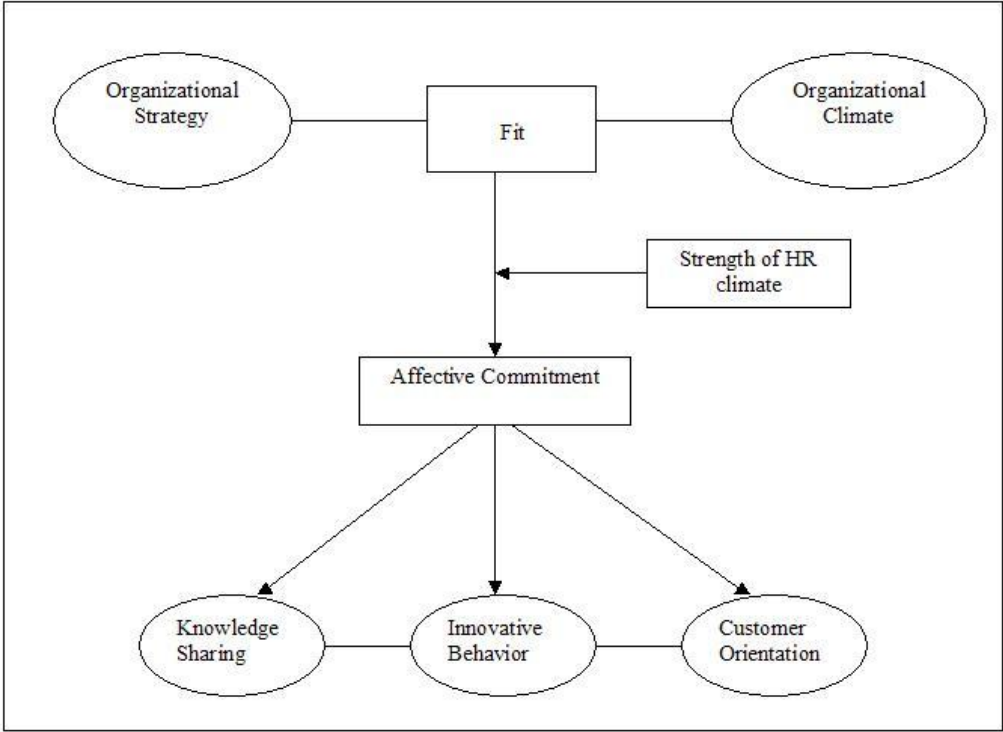 Organizational
Strategy
Fit
Organizational
Climate
Strength of HR
climate
Affective Commitment
Knowledge
Sharing
Innovative
Behavior
Customer
Orientation